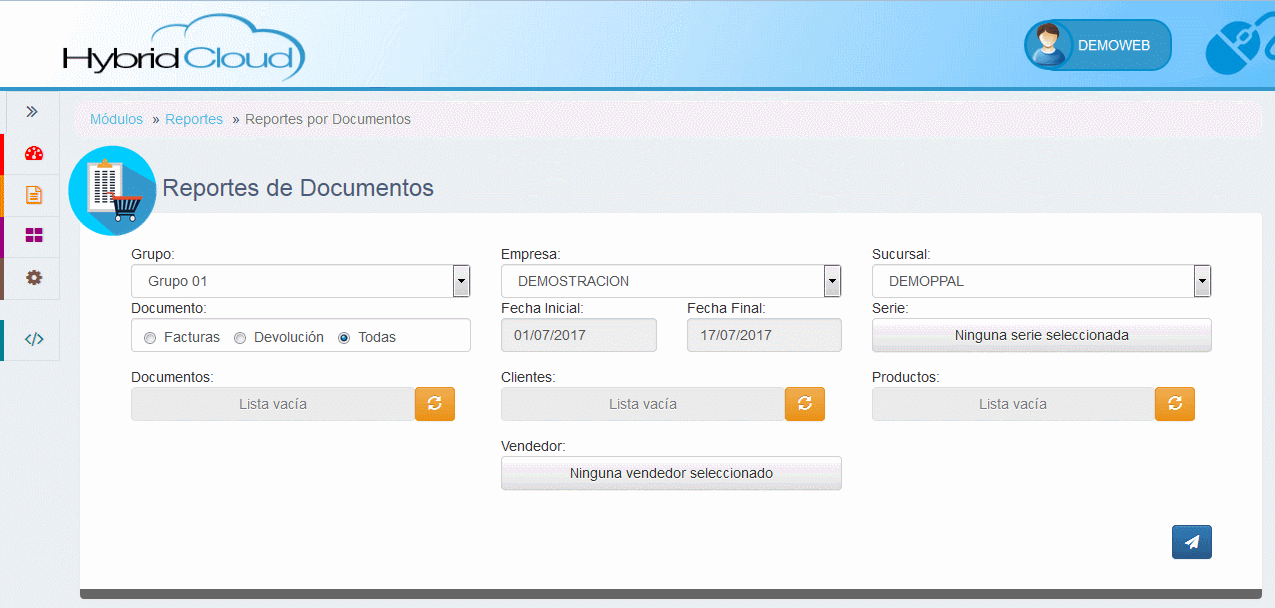 Hybrid Cloud
DEMOWEB
Módulos » Reportes » Reportes por Documentos
Reportes de Documentos
Grupo: Empresa: Sucursal:
Grupo 01 DEMOSTRACION DEMOPPAL
Documento: Fecha Inicial: Fecha Final: Serie:
Facturas Devolución Todas 01/07/2017 17/07/2017 Ninguna serie seleccionada
Documentos: Clientes: Productos:
Lista vacía Lista vacía Lista vacía
Vendedor:
Ninguna vendedor seleccionado